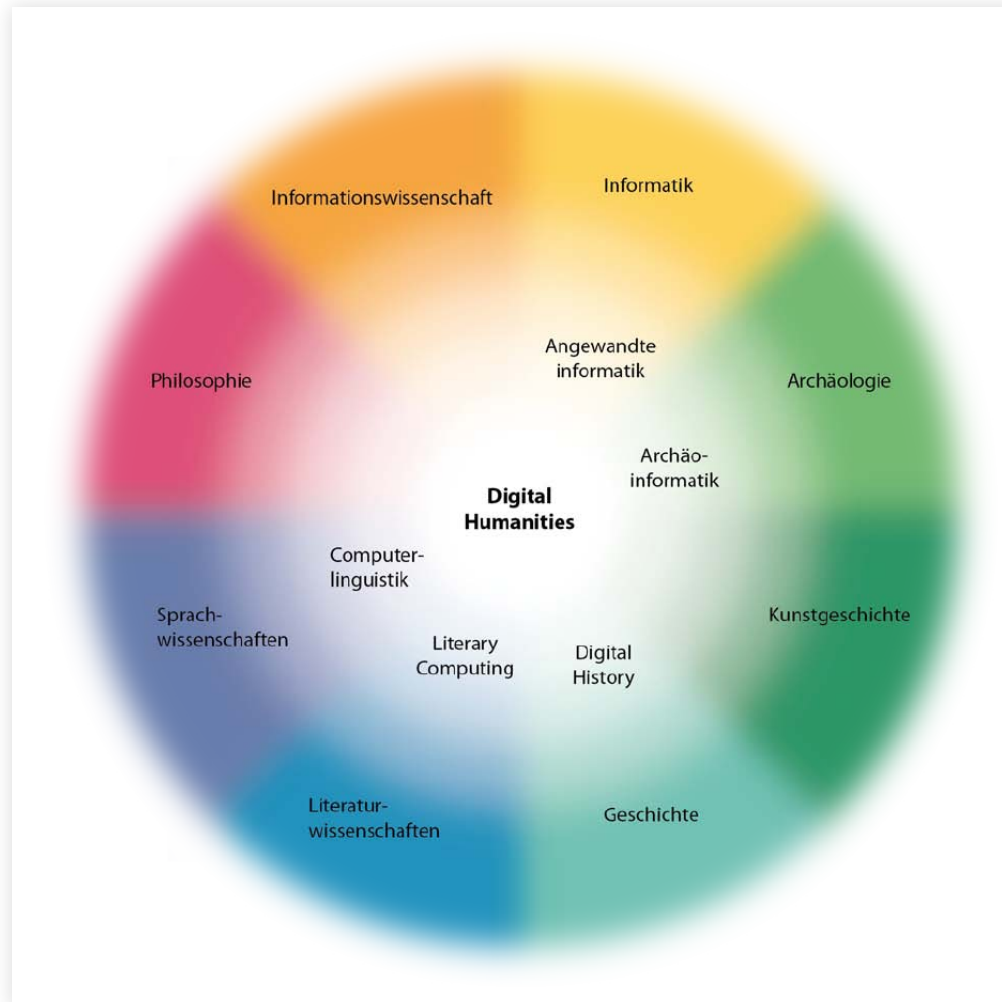 Informatik
Informationswissenschaft
Angewandte
informatik
Philosophie
Archäologie
Archäo-
informatik
Digital
Humanities
Computer-
linguistik
Sprach-
wissenschaften
Kunstgeschichte
Literary
Computing
Digital
History
Literatur-
wissenschaften
Geschichte